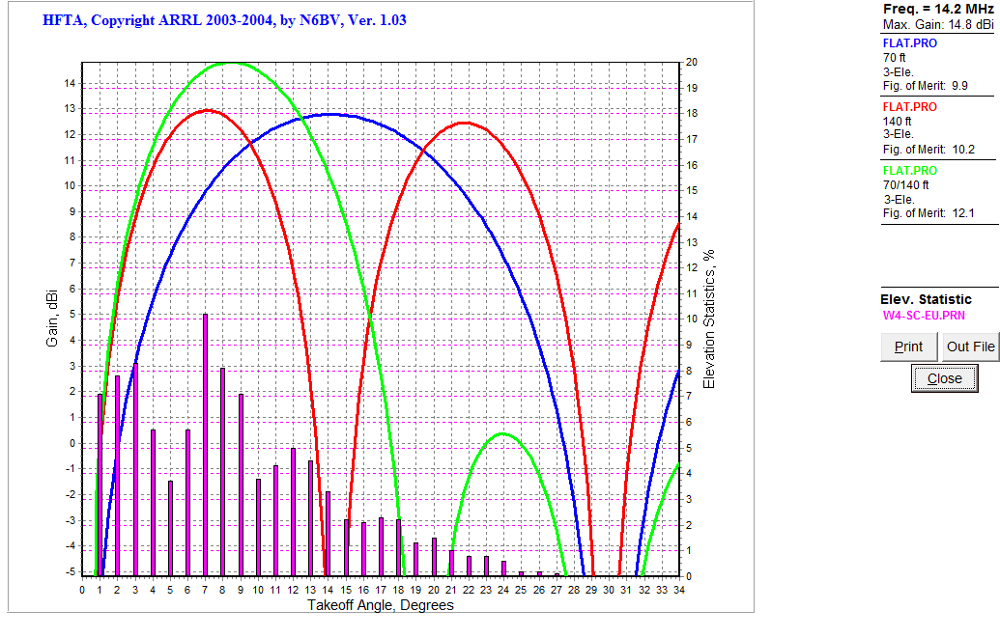 HFTA, Copyright ARRL 2003-2004, by N6BV, Ver. 1.03
Gain, dBi
14
13
12
11
10
9
8
7
6
5
4
3
2
1
0
-1
-2
-3
-4
-5
20
19
18
17
16
15
14
13
12
11
10
9
8
7
6
5
4
3
2
1
0
Elevation Statistics, %
0 1 2 3 4 5 6 7 8 9 10 11 12 13 14 15 16 17 18 19 20 21 22 23 24 25 26 27 28 29 30 31 32 33 34
Takeoff Angle, Degrees
Freq. = 14.2 MHz
Max. Gain: 14.8 dBi
FLAT.PRO
70 ft
3-Ele.
Fig. of Merit: 9.9
FLAT.PRO
140 ft
3-Ele.
Fig. of Merit: 10.2
FLAT.PRO
70/140 ft
3-Ele.
Fig. of Merit: 12.1
Elev. Statistic
W4-SC-EU.PRN
Print Out File
Close